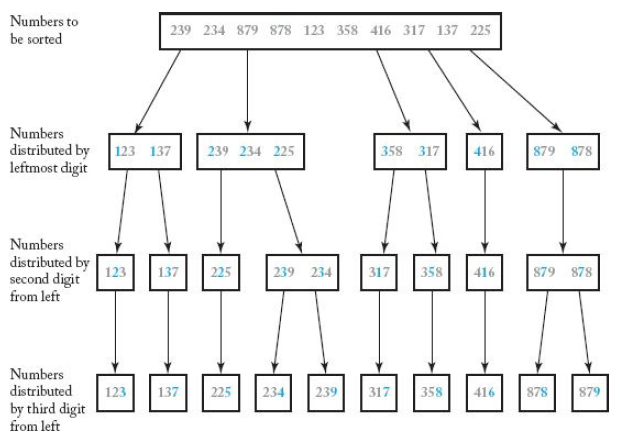 Numbers to
be sorted
239 234 879 878 123 358 416 317 137 225
Numbers
distributed by
leftmost digit
123 137 239 234 225 358 317 416 879 878
Numbers
distributed by
second digit
from left
123 137 225 239 234 317 358 416 879 878
Numbers
distributed
by third digit
from left
123 137 225 234 239 317 358 416 878 879